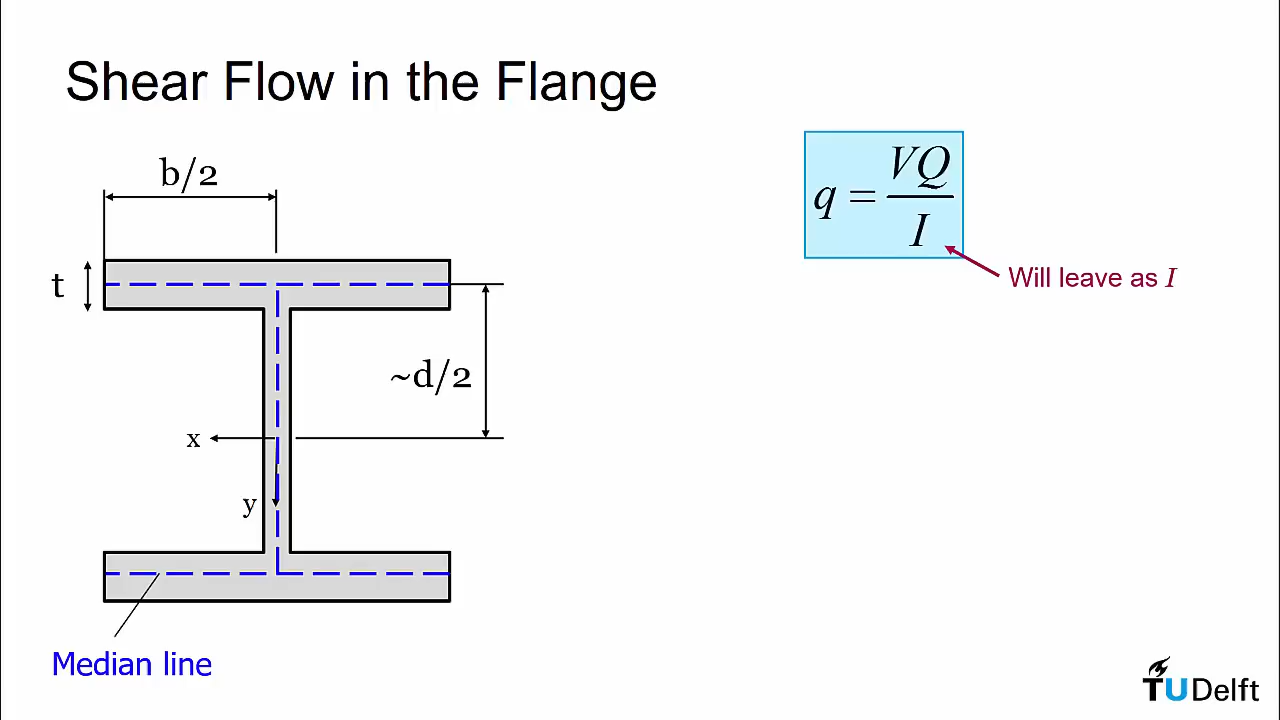 Shear Flow in the Flange
b/2
t
~d/2
x
y
Median line
q = VQ/I
Will leave as I
TUDelft